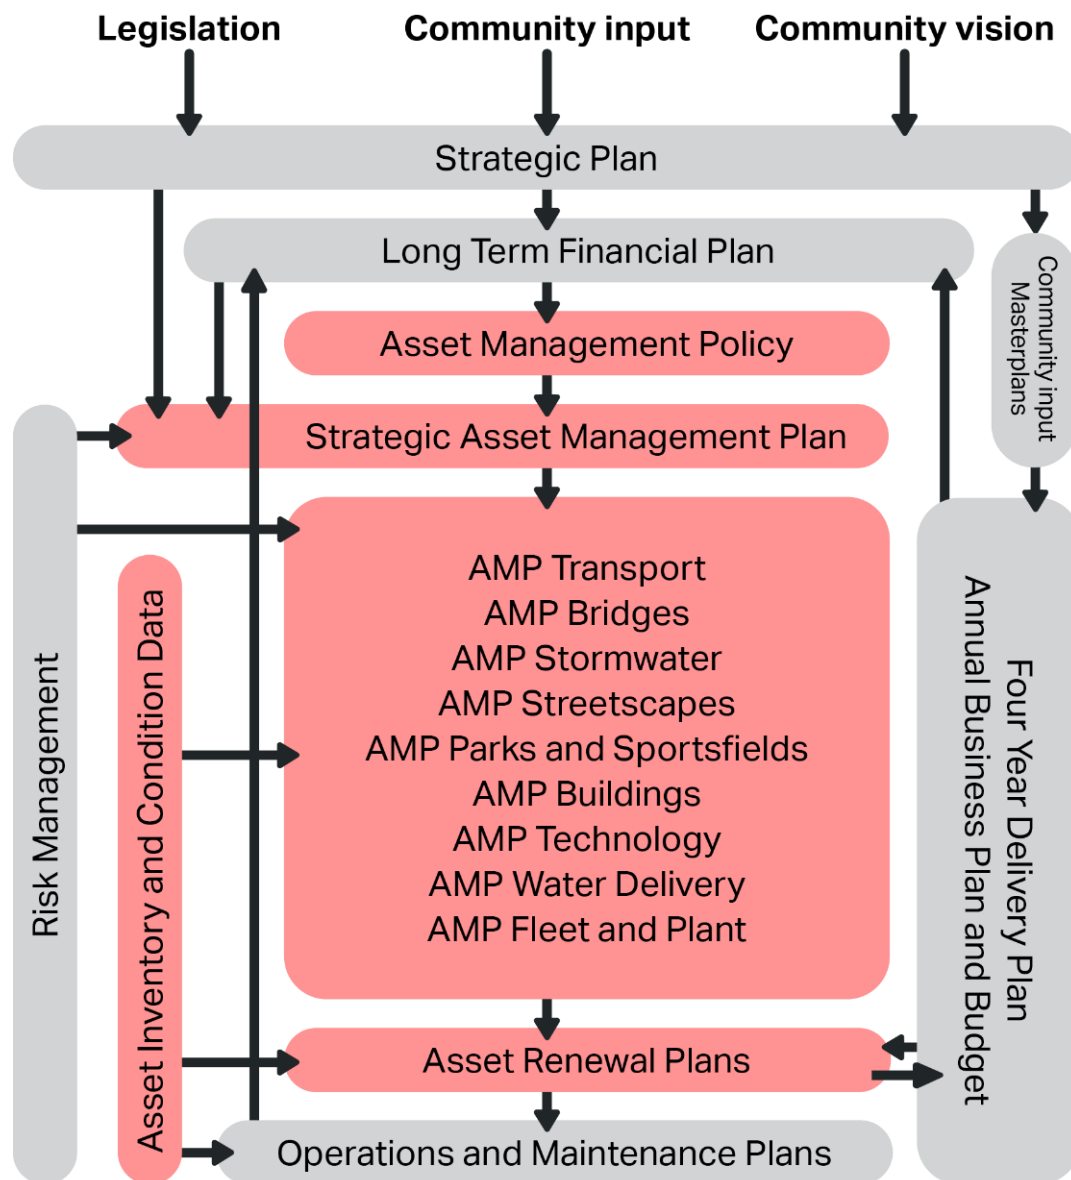 Legislation
Community input
Community vision
Strategic Plan
Long Term Financial Plan
Community input
Masterplans
Asset Management Policy
Strategic Asset Management Plan
Risk Management
Asset Inventory and Condition Data
AMP Transport
AMP Bridges
AMP Stormwater
AMP Streetscapes
AMP Parks and Sportsfields
AMP Buildings
AMP Technology
AMP Water Delivery
AMP Fleet and Plant
Four Year Delivery Plan
Annual Business Plan and Budget
Asset Renewal Plans
Operations and Maintenance Plans